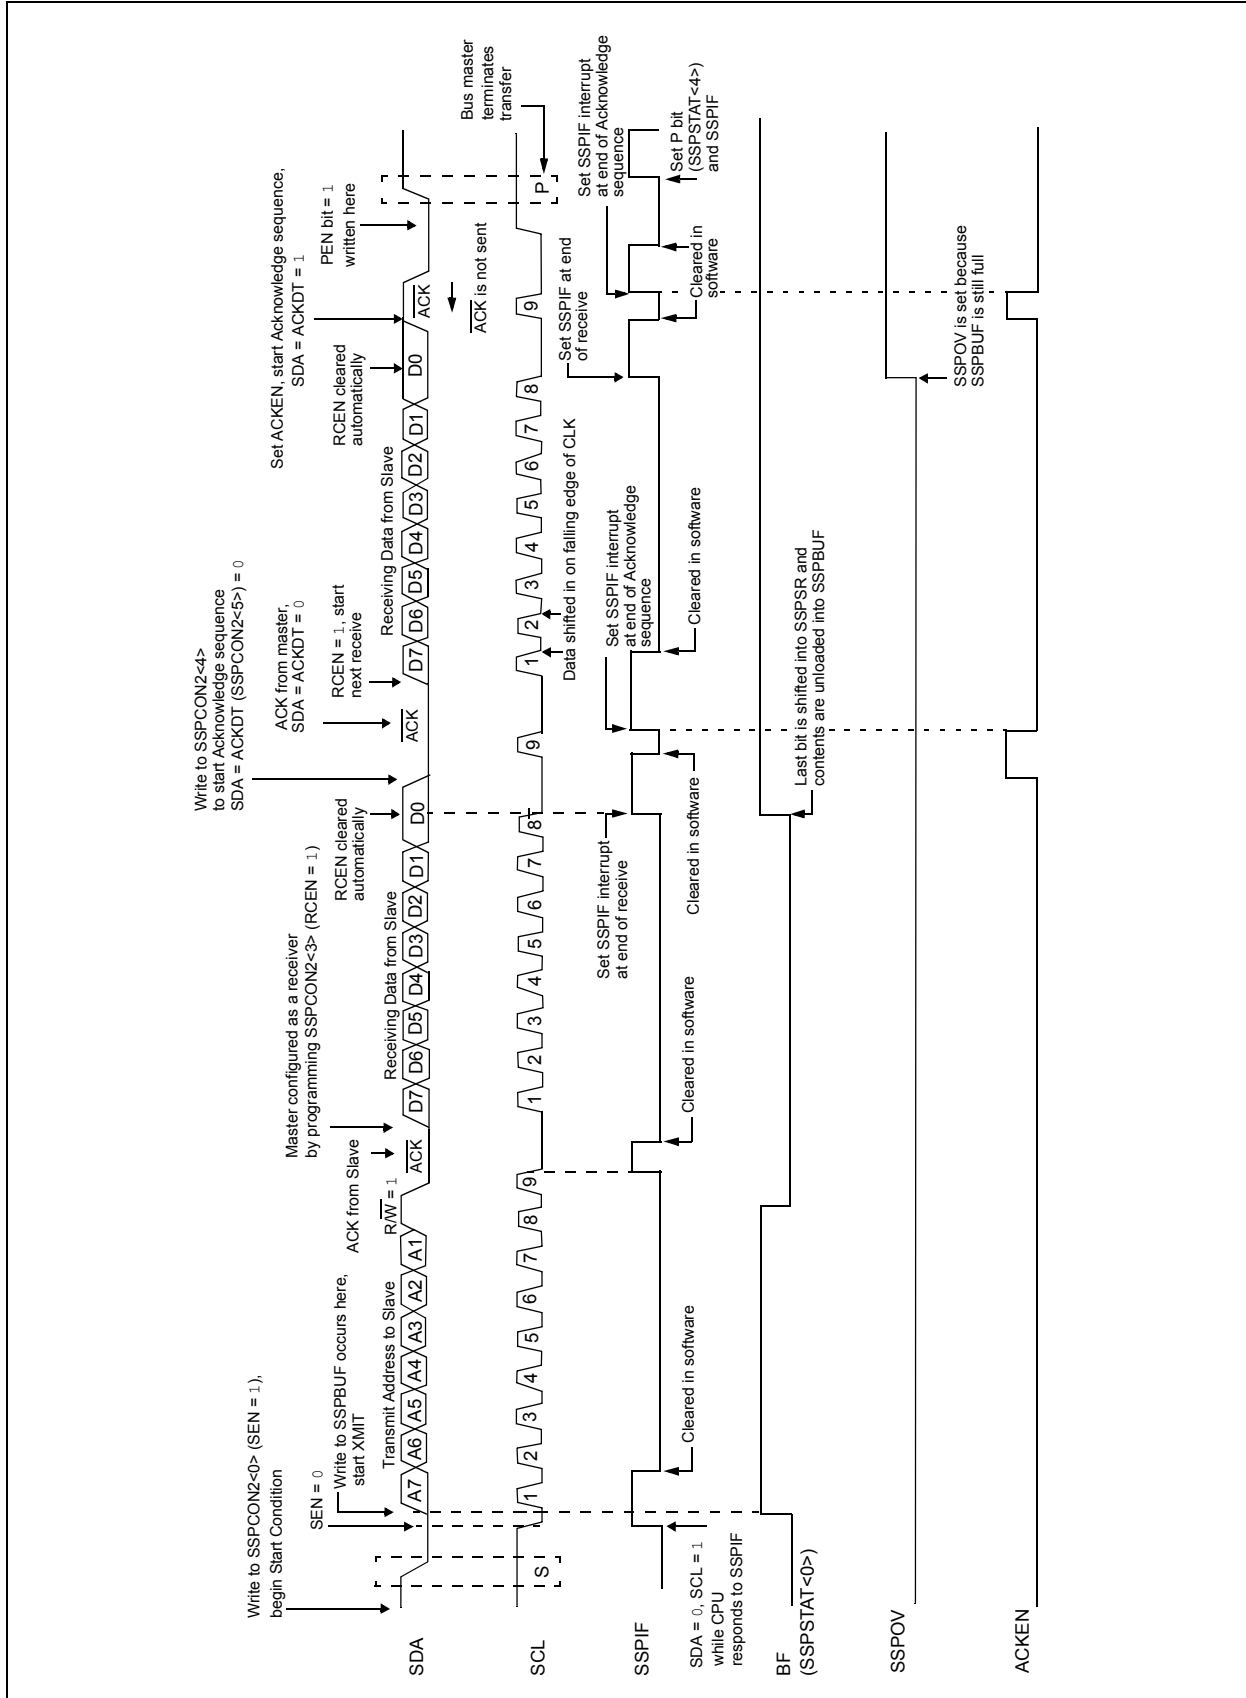 Write to SSPCON2<0> (SEN = 1),
begin Start Condition
SEN = 0
Write to SSPBUF occurs here,
start XMIT
Transmit Address to Slave
ACK from Slave
R/W = 1
Master configured as a receiver
by programming SSPCON2<3> (RCEN = 1)
Receiving Data from Slave
RCEN cleared
automatically
Write to SSPCON2<4>
to start Acknowledge sequence
SDA = ACKDT (SSPCON2<5>) = 0
ACK from master,
SDA = ACKDT = 0
RCEN = 1, start
next receive
Receiving Data from Slave
RCEN cleared
automatically
Set ACKEN, start Acknowledge sequence,
SDA = ACKDT = 1
PEN bit = 1
written here
SDA
A7 A6 A5 A4 A3 A2 A1 ACK D7 D6 D5 D4 D3 D2 D1 D0 ACK D7 D6 D5 D4 D3 D2 D1 D0 ACK
ACK is not sent
Bus master
terminates
transfer
SCL
S 1 2 3 4 5 6 7 8 9 1 2 3 4 5 6 7 8 9 1 2 3 4 5 6 7 8 9 P
Data shifted in on falling edge of CLK
Set SSPIF interrupt
at end of receive
Set SSPIF interrupt
at end of Acknowledge
sequence
Set SSPIF at end
of receive
Set SSPIF interrupt
at end of Acknowledge
sequence
SSPIF
SDA = 0, SCL = 1
while CPU
responds to SSPIF
Cleared in software
Cleared in software
Cleared in software
Cleared in software
Cleared in
software
Set P bit
(SSPSTAT<4>)
and SSPIF
BF
(SSPSTAT<0>)
Last bit is shifted into SSPSR and
contents are unloaded into SSPBUF
SSPOV
SSPOV is set because
SSPBUF is still full
ACKEN